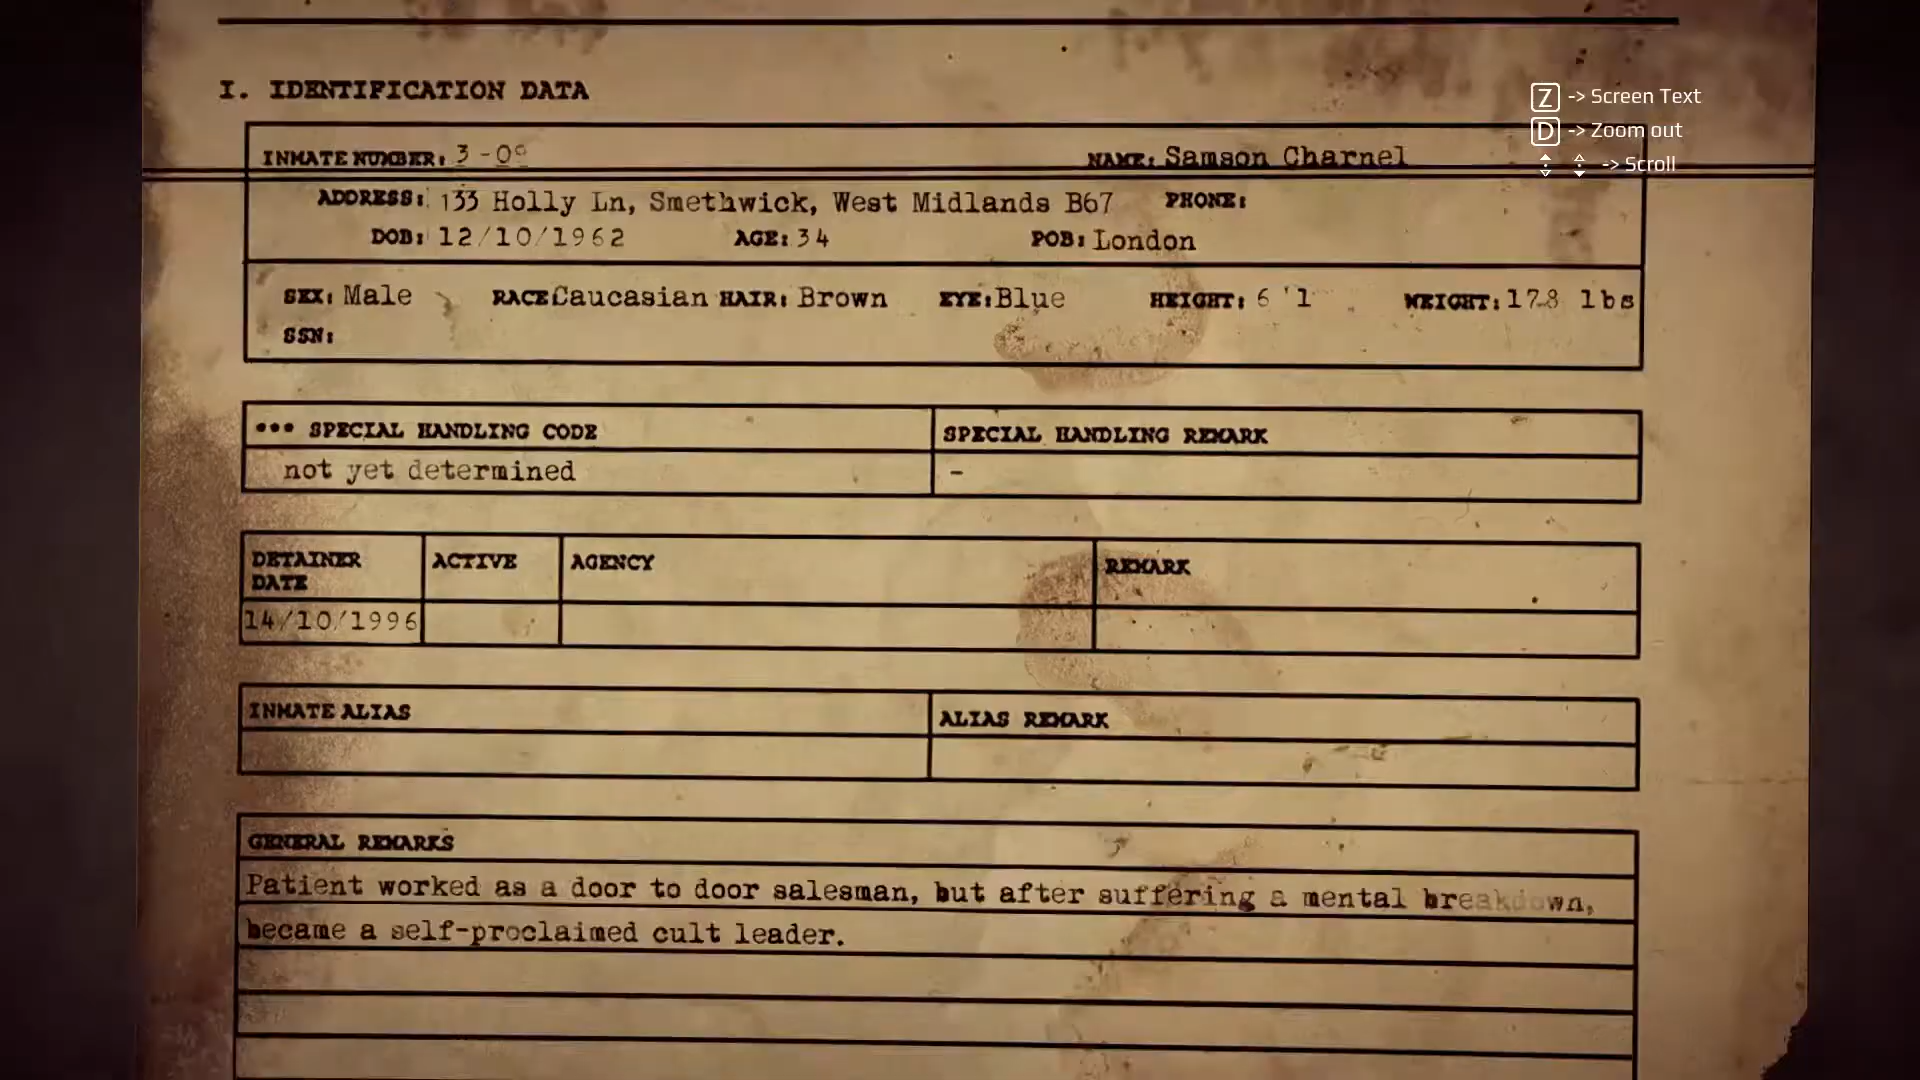 I. IDENTIFICATION DATA
Z -> Screen Text
D -> Zoom out
-> Scroll
INMATE NUMBER: NAME: Samson Charnel
ADDRESS: 133 Holly Ln, Smethwick, West Midlands B67 PHONE:
DOB: 12/10/1962 AGE: 34 POB: London
SEX: Male RACE Caucasian HAIR: Brown EYE: Blue HEIGHT: 6 '1 WEIGHT: 178 lbs
SSN:
••• SPECIAL HANDLING CODE SPECIAL HANDLING REMARK
not yet determined -
DETAINER DATE ACTIVE AGENCY REMARK
14/10/1996
INMATE ALIAS ALIAS REMARK
GENERAL REMARKS
Patient worked as a door to door salesman, but after suffering a mental breakdown,
became a self-proclaimed cult leader.